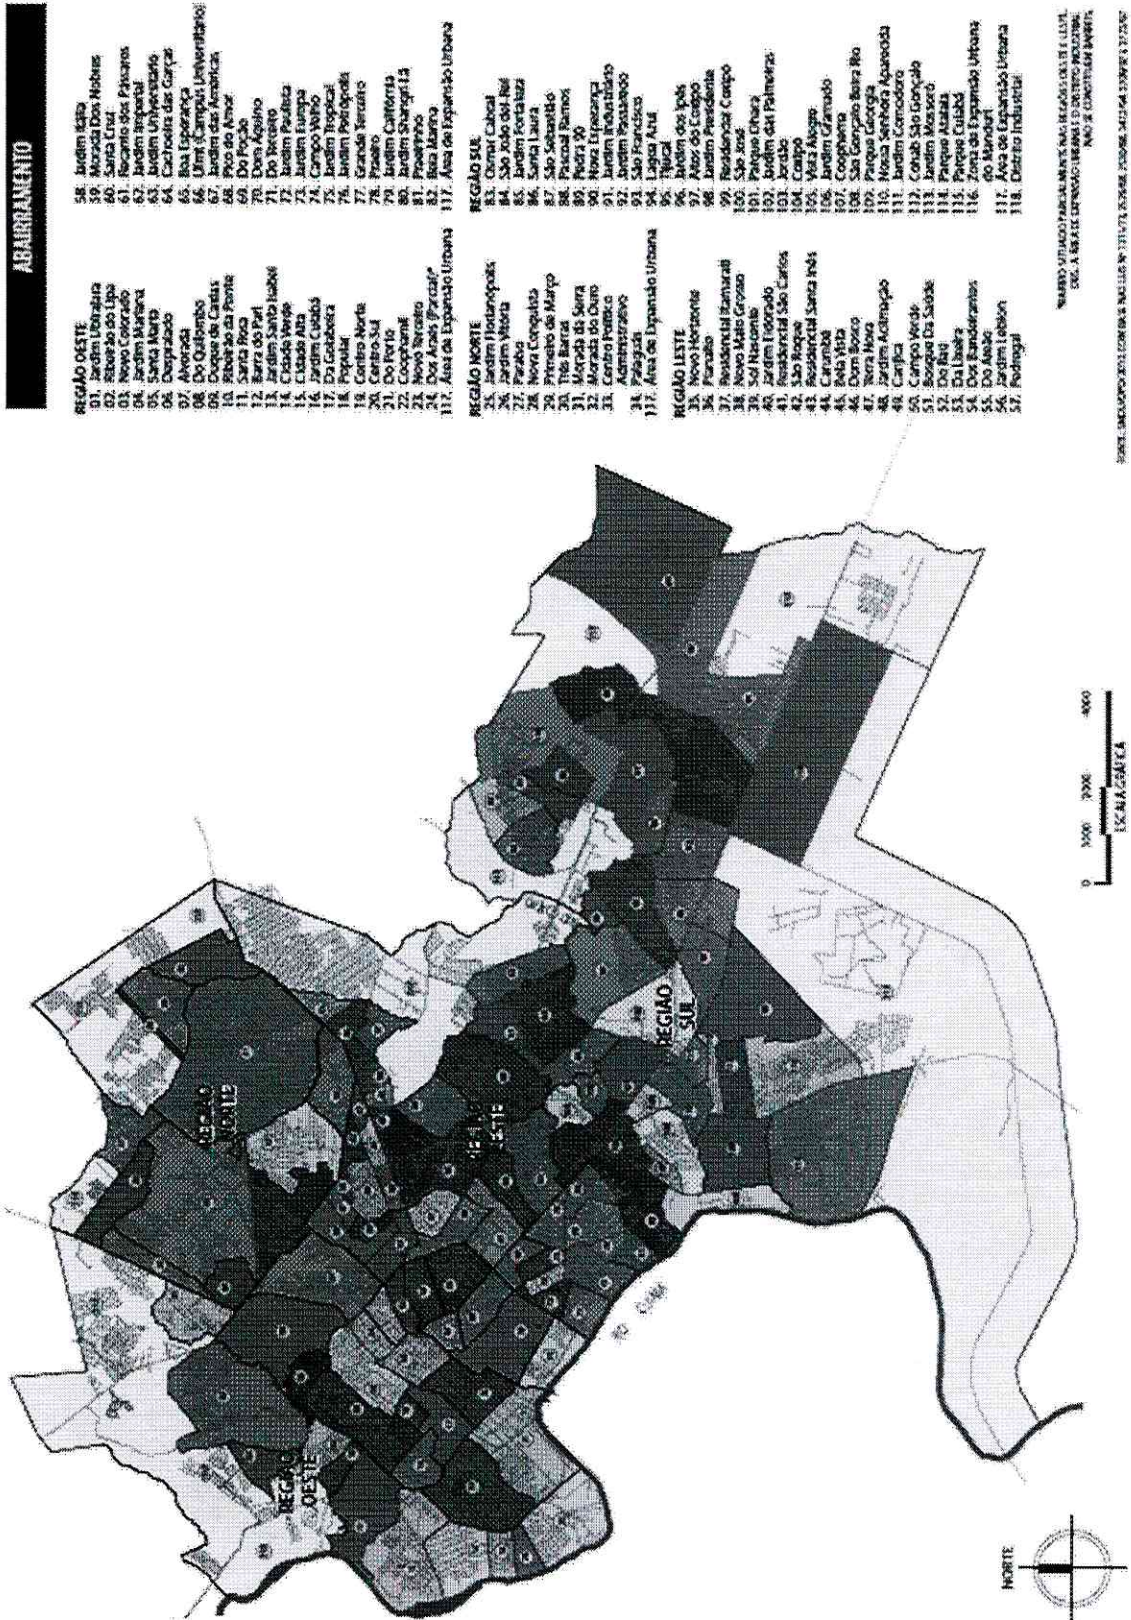 ABAIRRAMENTO
REGIÃO OESTE
01. Jardim Ubirajara
02. Ribeirão do Lipa
03. Novo Colorado
04. Jardim Mariana
05. Santa Marta
06. Despraiado
07. Alvorada
08. Do Quilombo
09. Duque de Caxias
10. Ribeirão da Ponte
11. Santa Rosa
12. Barra do Pari
13. Jardim Santa Isabel
14. Cidade Verde
15. Cidade Alta
16. Jardim Cuiabá
17. Da Goiabeira
18. Popular
19. Centro Norte
20. Centro Sul
21. Do Porto
22. Coophamil
23. Novo Terceiro
24. Dos Araés (Parcial)*
117. Área de Expansão Urbana
REGIÃO NORTE
25. Jardim Florianópolis
26. Jardim Vitória
27. Paraíso
28. Nova Conquista
29. Primeiro de Março
30. Três Barras
31. Morada da Serra
32. Morada do Ouro
33. Centro Político
Administrativo
34. Paiaguás
117. Área de Expansão Urbana
REGIÃO LESTE
35. Novo Horizonte
36. Planalto
37. Residencial Itamarati
38. Novo Mato Grosso
39. Sol Nascente
40. Jardim Eldorado
41. Residencial São Carlos
42. São Roque
43. Residencial Santa Inês
44. Carumbé
45. Bela Vista
46. Dom Bosco
47. Terra Nova
48. Jardim Aclimação
49. Canjica
50. Campo Verde
51. Bosque Da Saúde
52. Do Baú
53. Da Lixeira
54. Dos Bandeirantes
55. Do Areão
56. Jardim Leblon
57. Pedregal
58. Jardim Itália
59. Morada Dos Nobres
60. Santa Cruz
61. Recanto dos Pássaros
62. Jardim Imperial
63. Jardim Universitário
64. Cachoeira das Garças
65. Boa Esperança
66. Ufmt (Campus Universitário)
67. Jardim das Américas
68. Pico do Amor
69. Do Poção
70. Dom Aquino
71. Do Terceiro
72. Jardim Paulista
73. Jardim Europa
74. Campo Velho
75. Jardim Tropical
76. Jardim Petrópolis
77. Grande Terceiro
78. Praeiro
79. Jardim Califórnia
80. Jardim Shangri-Lá
81. Praeirinho
82. Bela Marina
117. Área de Expansão Urbana
REGIÃO SUL
83. Osmar Cabral
84. São João del-Rei
85. Jardim Fortaleza
86. Santa Laura
87. São Sebastião
88. Pascoal Ramos
89. Pedra 90
90. Nova Esperança
91. Jardim Industriário
92. Jardim Passaredo
93. São Francisco
94. Lagoa Azul
95. Tijucal
96. Jardim dos Ipês
97. Altos do Coxipó
98. Jardim Presidente
99. Residencial Coxipó
100. São José
101. Parque Ohara
102. Jardim das Palmeiras
103. Jordão
104. Coxipó
105. Vista Alegre
106. Jardim Gramado
107. Coophema
108. São Gonçalo Beira Rio
109. Parque Geórgia
110. Nossa Senhora Aparecida
111. Jardim Comodoro
112. Cohab São Gonçalo
113. Jardim Mossoró
114. Parque Atalaia
115. Parque Cuiabá
116. Zona de Expansão Urbana
do Manduri
117. Área de Expansão Urbana
118. Distrito Industrial
REGIÃO
NORTE
REGIÃO
OESTE
REGIÃO
LESTE
REGIÃO
SUL
NORTE
0 1000 2000 4000
ESCALA GRÁFICA